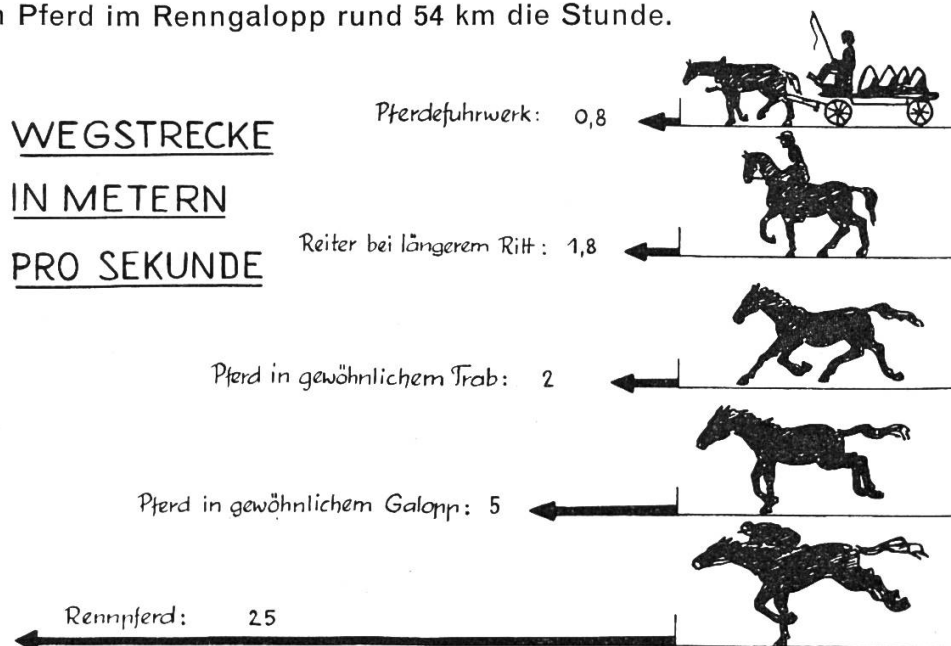 Pferd im Renngalopp rund 54 km die Stunde.
WEGSTRECKE
IN METERN
PRO SEKUNDE
Pferdefuhrwerk: 0,8
Reiter bei längerem Ritt: 1,8
Pferd in gewöhnlichem Trab: 2
Pferd in gewöhnlichem Galopp: 5
Rennpferd: 25